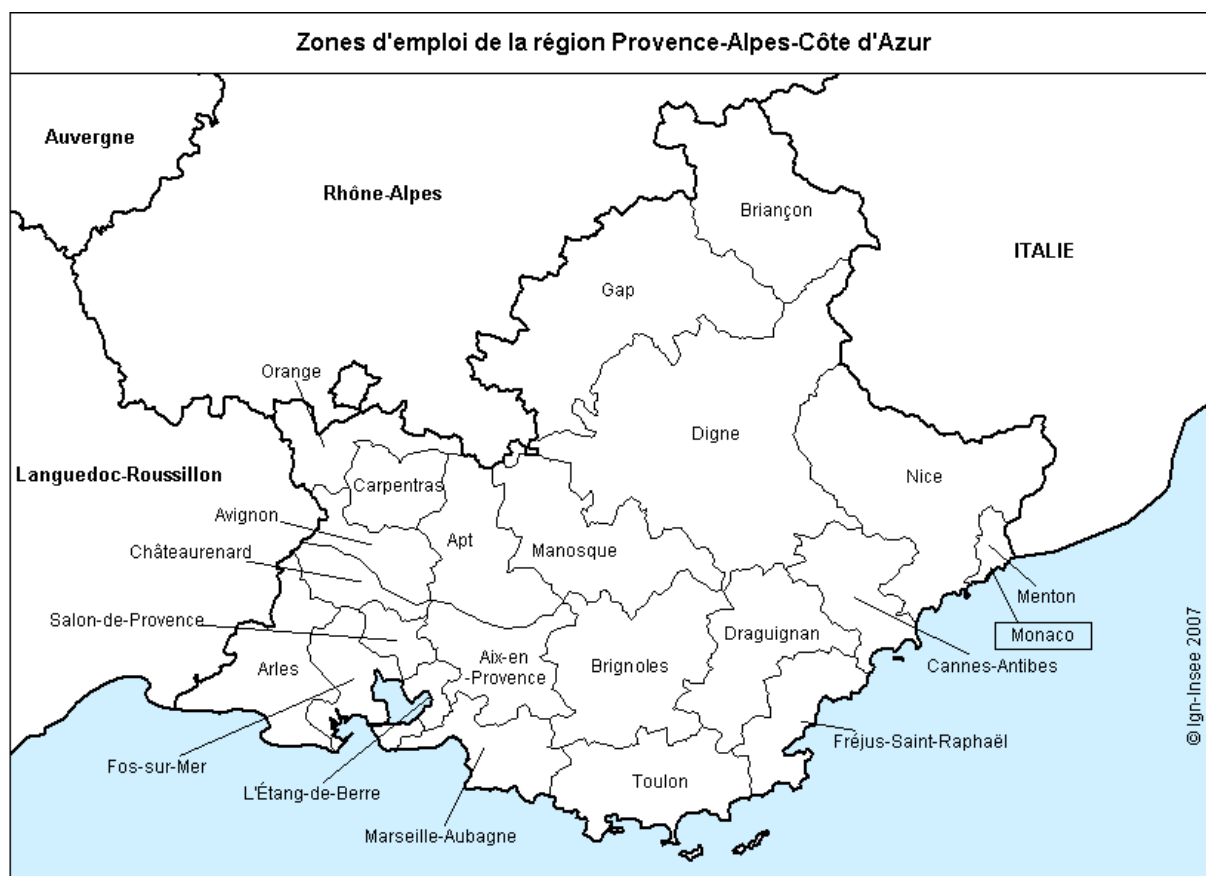 Zones d'emploi de la région Provence-Alpes-Côte d'Azur
Auvergne
Rhône-Alpes
Briançon
ITALIE
Gap
Orange
Digne
Languedoc-Roussillon
Carpentras
Nice
Avignon
Apt
Manosque
Châteaurenard
Menton
Salon-de-Provence
Draguignan
Monaco
Arles
Aix-en
-Provence
Brignoles
Cannes-Antibes
Fréjus-Saint-Raphaël
Fos-sur-Mer
L'Étang-de-Berre
Toulon
Marseille-Aubagne
© Ign-Insee 2007